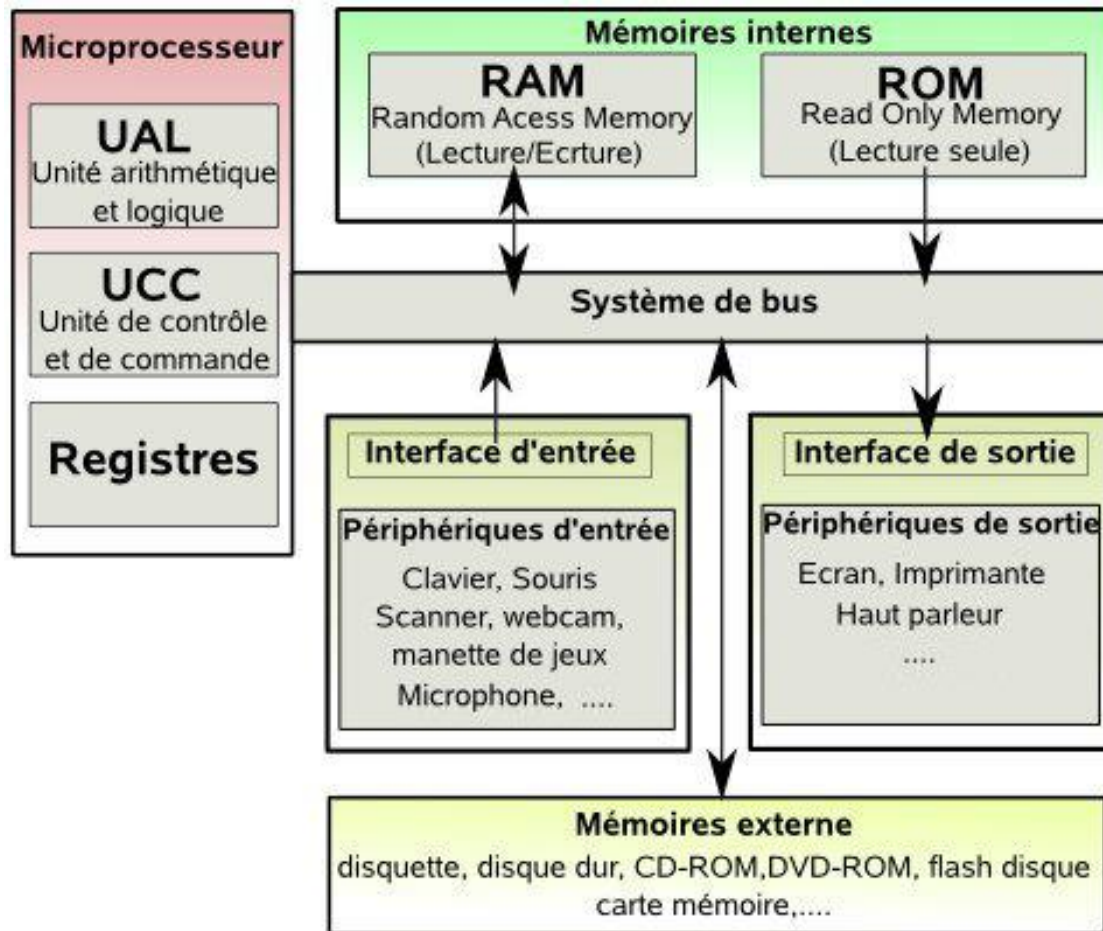 Microprocesseur
UAL
Unité arithmétique
et logique
UCC
Unité de contrôle
et de commande
Registres
Mémoires internes
RAM
Random Acess Memory
(Lecture/Ecrture)
ROM
Read Only Memory
(Lecture seule)
Système de bus
Interface d'entrée
Périphériques d'entrée
Clavier, Souris
Scanner, webcam,
manette de jeux
Microphone, ....
Interface de sortie
Périphériques de sortie
Ecran, Imprimante
Haut parleur
....
Mémoires externe
disquette, disque dur, CD-ROM,DVD-ROM, flash disque
carte mémoire,....